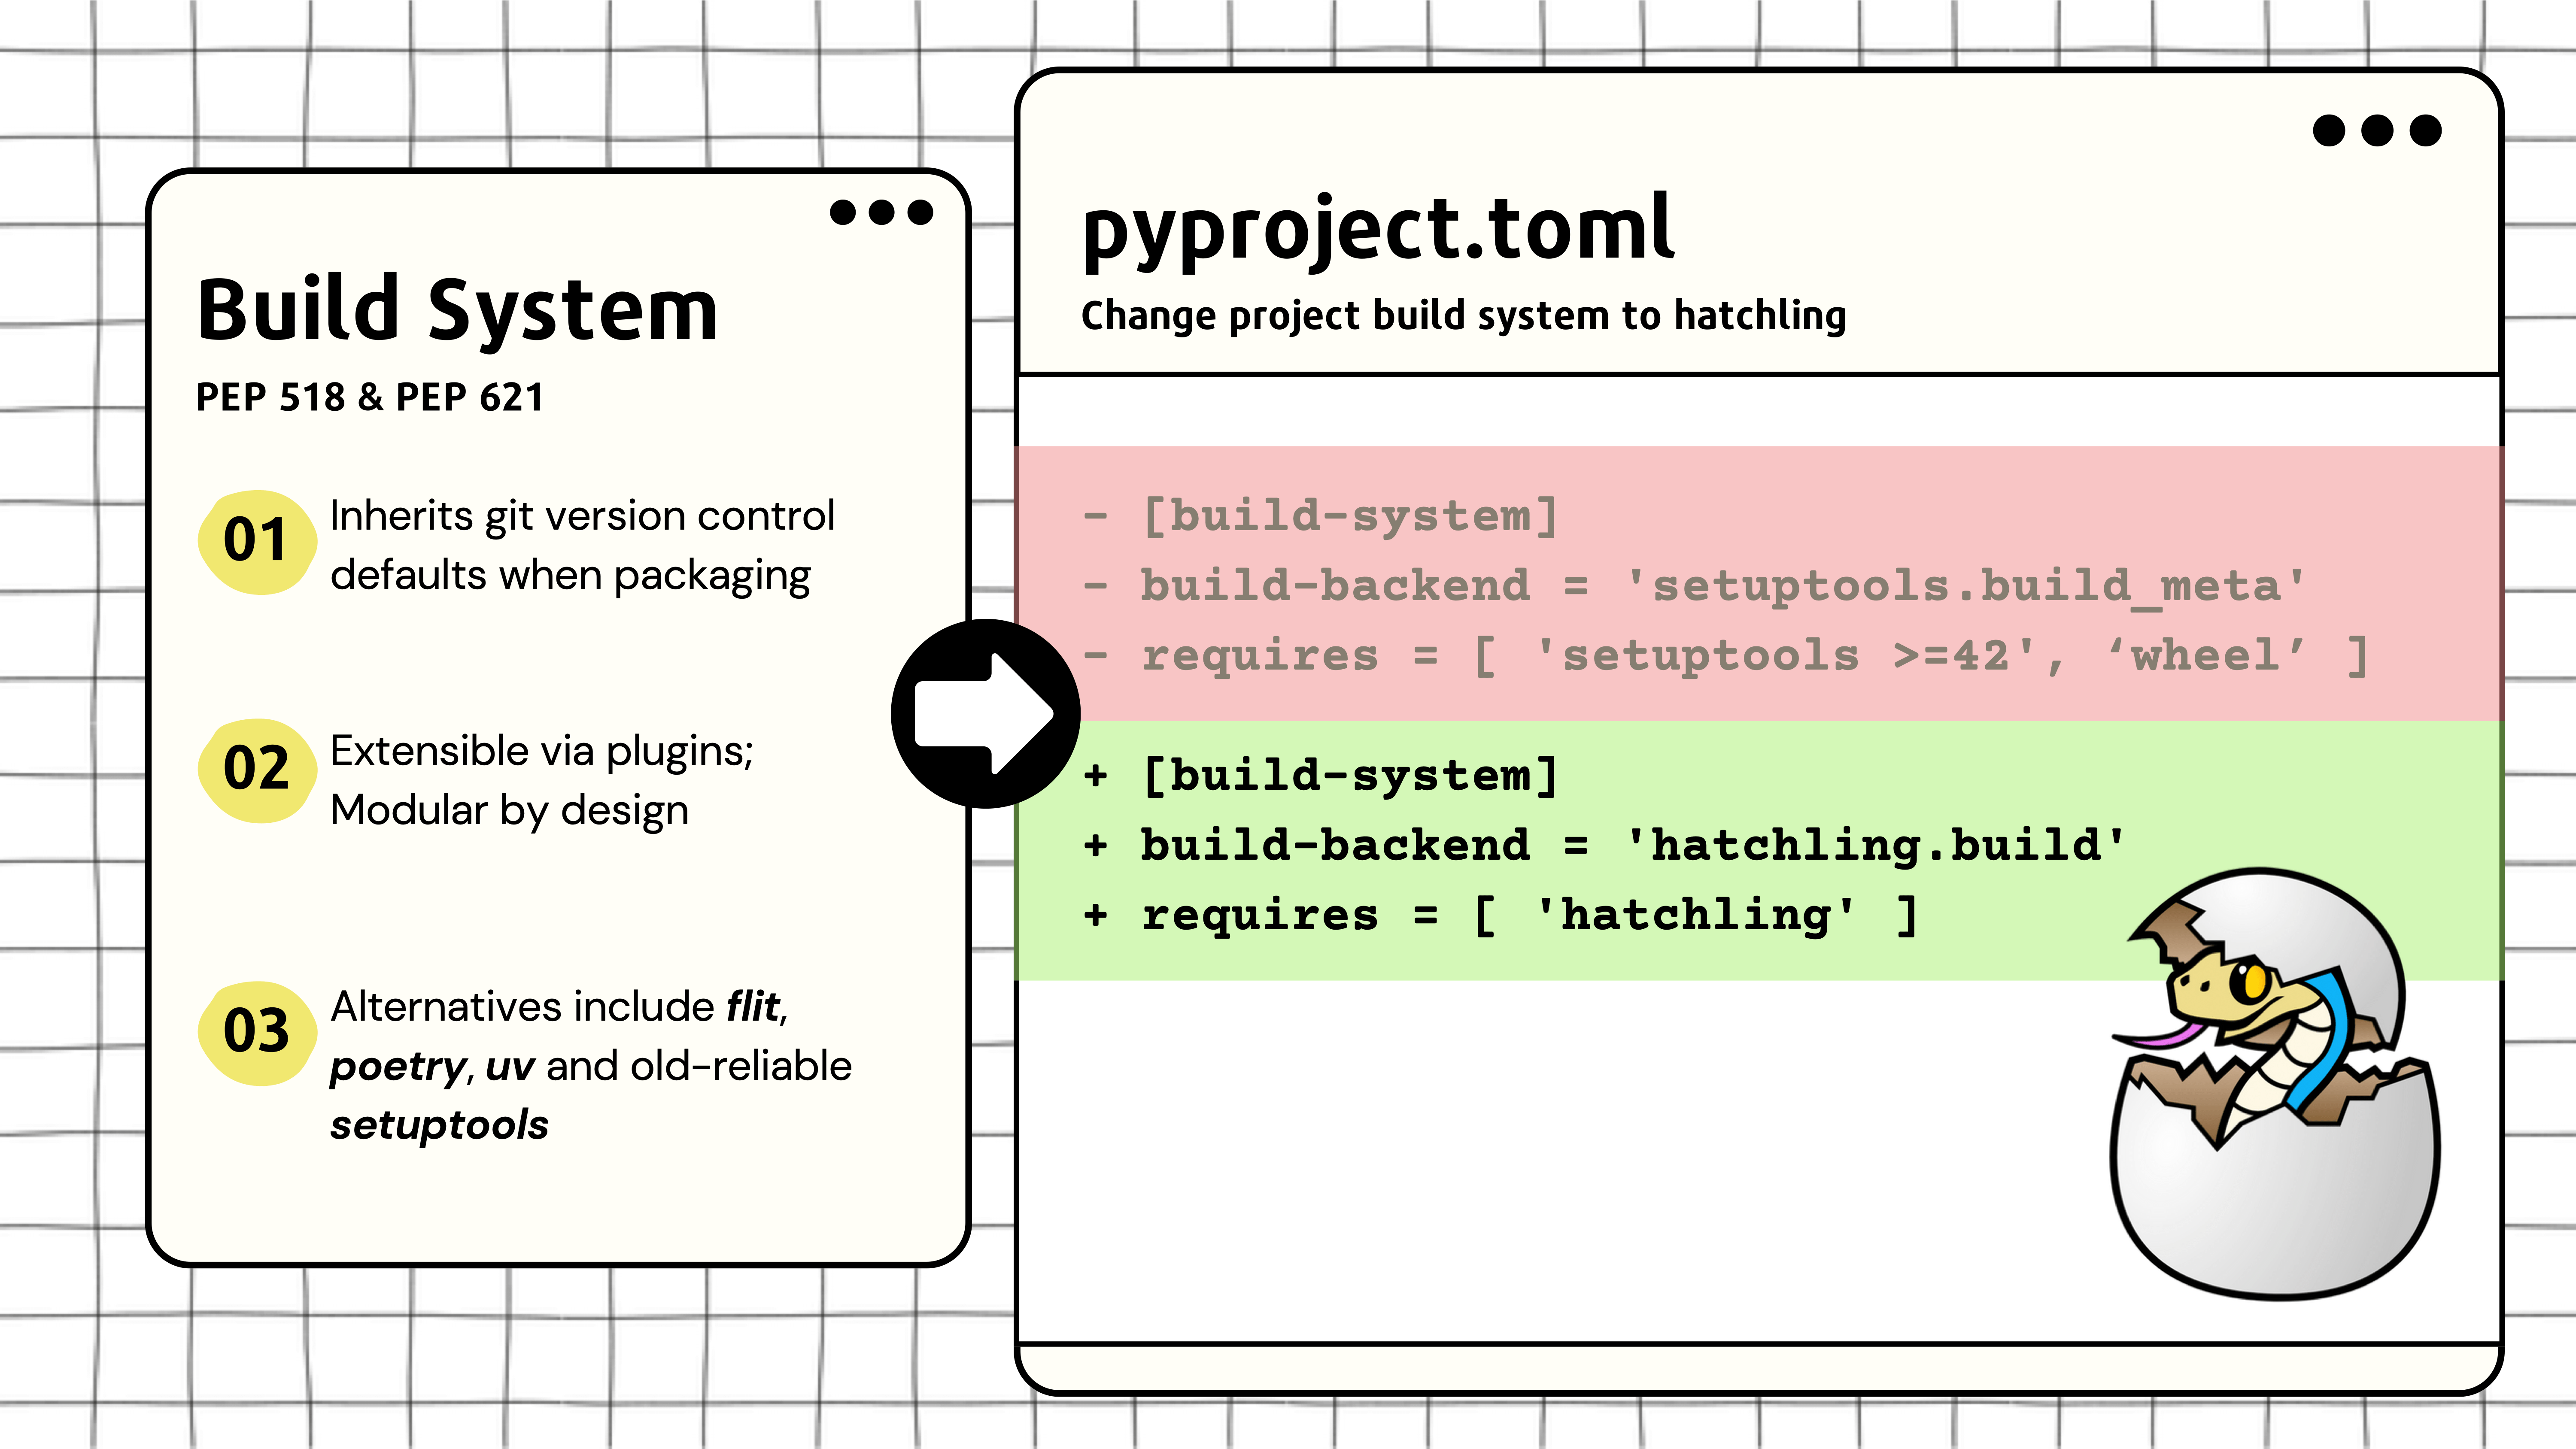 Build System
PEP 518 & PEP 621
01
Inherits git version control
defaults when packaging
02
Extensible via plugins;
Modular by design
03
Alternatives include flit,
poetry, uv and old-reliable
setuptools
pyproject.toml
Change project build system to hatchling
- [build-system]
- build-backend = 'setuptools.build_meta'
- requires = [ 'setuptools >=42', ‘wheel’ ]
+ [build-system]
+ build-backend = 'hatchling.build'
+ requires = [ 'hatchling' ]